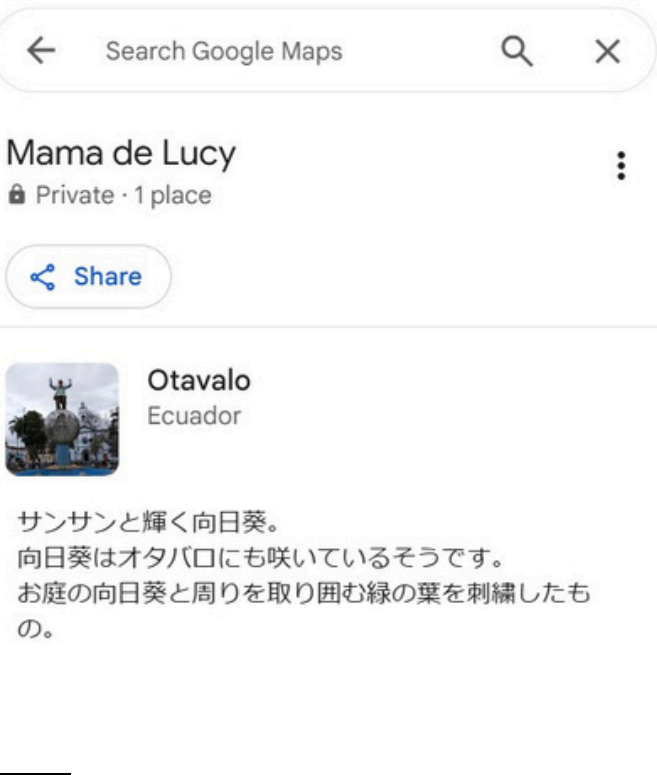 Search Google Maps
Mama de Lucy
Private · 1 place
Share
Otavalo
Ecuador
サンサンと輝く向日葵。
向日葵はオタバロにも咲いているそうです。
お庭の向日葵と周りを取り囲む緑の葉を刺繍したも
の。